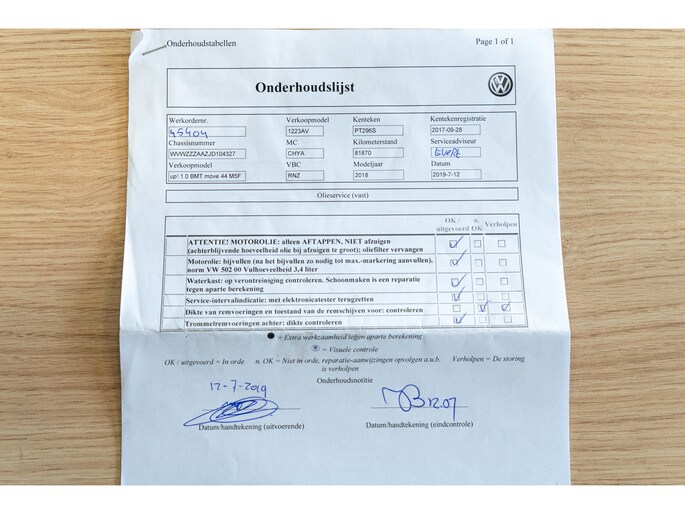 Onderhoudstabellen Page 1 of 1
Onderhoudslijst
Werkordernr. Verkoopmodel Kenteken Kentekenregistratie
45404 1223AV PT296S 2017-09-28
Chassisnummer MC Kilometerstand Serviceadviseur
WVWZZZAAZJD104327 CHYA 81870
Verkoopmodel VBC Modeljaar Datum
up! 1.0 BMT move 44 M5F RNZ 2018 2019-7-12
Olieservice (vast)
OK / uitgevoerd n. OK Verholpen
ATTENTIE! MOTOROLIE: alleen AFTAPPEN, NIET afzuigen
(achterblijvende hoeveelheid olie bij afzuigen te groot); oliefilter vervangen
Motorolie: bijvullen (na het bijvullen zo nodig tot max.-markering aanvullen),
norm VW 502 00 Vulhoeveelheid 3,4 liter
Waterkast: op verontreiniging controleren. Schoonmaken is een reparatie
tegen aparte berekening
Service-intervalindicatie: met elektronicatester terugzetten
Dikte van remvoeringen en toestand van de remschijven voor: controleren
Trommelremvoeringen achter: dikte controleren
= Extra werkzaamheid tegen aparte berekening
= Visuele controle
OK / uitgevoerd = In orde n. OK = Niet in orde, reparatie-aanwijzingen opvolgen a.u.b. Verholpen = De storing
is verholpen
Onderhoudsnotitie
12-7-2019 12.07
Datum/handtekening (uitvoerende) Datum/handtekening (eindcontrole)